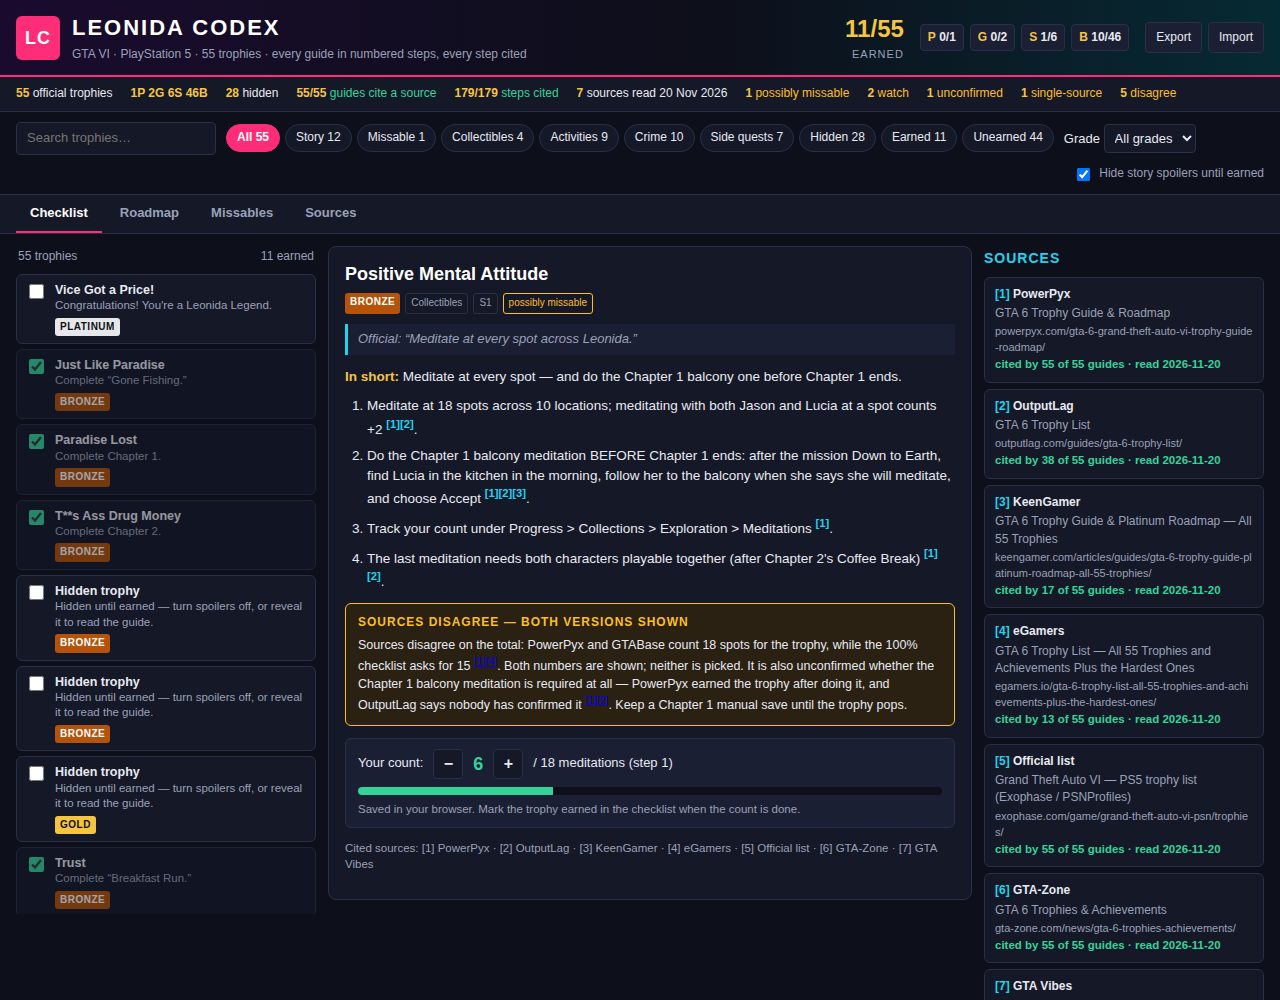 LC
LEONIDA CODEX
GTA VI · PlayStation 5 · 55 trophies · every guide in numbered steps, every step cited
11/55
EARNED
P 0/1
G 0/2
S 1/6
B 10/46
Export
Import
55 official trophies
1P 2G 6S 46B
28 hidden
55/55 guides cite a source
179/179 steps cited
7 sources read 20 Nov 2026
1 possibly missable
2 watch
1 unconfirmed
1 single-source
5 disagree
Search trophies…
All 55
Story 12
Missable 1
Collectibles 4
Activities 9
Crime 10
Side quests 7
Hidden 28
Earned 11
Unearned 44
Grade
All grades
Hide story spoilers until earned
Checklist
Roadmap
Missables
Sources
55 trophies
11 earned
Vice Got a Price!
Congratulations! You're a Leonida Legend.
PLATINUM
Just Like Paradise
Complete “Gone Fishing.”
BRONZE
Paradise Lost
Complete Chapter 1.
BRONZE
T**s Ass Drug Money
Complete Chapter 2.
BRONZE
Hidden trophy
Hidden until earned — turn spoilers off, or reveal
it to read the guide.
BRONZE
Hidden trophy
Hidden until earned — turn spoilers off, or reveal
it to read the guide.
BRONZE
Hidden trophy
Hidden until earned — turn spoilers off, or reveal
it to read the guide.
GOLD
Trust
Complete “Breakfast Run.”
BRONZE
Positive Mental Attitude
BRONZE
Collectibles
S1
possibly missable
Official: “Meditate at every spot across Leonida.”
In short: Meditate at every spot — and do the Chapter 1 balcony one before Chapter 1 ends.
1. Meditate at 18 spots across 10 locations; meditating with both Jason and Lucia at a spot counts
+2 [1][2].
2. Do the Chapter 1 balcony meditation BEFORE Chapter 1 ends: after the mission Down to Earth,
find Lucia in the kitchen in the morning, follow her to the balcony when she says she will meditate,
and choose Accept [1][2][3].
3. Track your count under Progress > Collections > Exploration > Meditations [1].
4. The last meditation needs both characters playable together (after Chapter 2's Coffee Break) [1]
[2].
SOURCES DISAGREE — BOTH VERSIONS SHOWN
Sources disagree on the total: PowerPyx and GTABase count 18 spots for the trophy, while the 100%
checklist asks for 15. Both numbers are shown; neither is picked. It is also unconfirmed whether the
Chapter 1 balcony meditation is required at all — PowerPyx earned the trophy after doing it, and
OutputLag says nobody has confirmed it. Keep a Chapter 1 manual save until the trophy pops.
Your count:
−
6
+
/ 18 meditations (step 1)
Saved in your browser. Mark the trophy earned in the checklist when the count is done.
Cited sources: [1] PowerPyx · [2] OutputLag · [3] KeenGamer · [4] eGamers · [5] Official list · [6] GTA-Zone · [7] GTA
Vibes
SOURCES
[1] PowerPyx
GTA 6 Trophy Guide & Roadmap
powerpyx.com/gta-6-grand-theft-auto-vi-trophy-guide
-roadmap/
cited by 55 of 55 guides · read 2026-11-20
[2] OutputLag
GTA 6 Trophy List
outputlag.com/guides/gta-6-trophy-list/
cited by 38 of 55 guides · read 2026-11-20
[3] KeenGamer
GTA 6 Trophy Guide & Platinum Roadmap — All
55 Trophies
keengamer.com/articles/guides/gta-6-trophy-guide-pl
atinum-roadmap-all-55-trophies/
cited by 17 of 55 guides · read 2026-11-20
[4] eGamers
GTA 6 Trophy List — All 55 Trophies and
Achievements Plus the Hardest Ones
egamers.io/gta-6-trophy-list-all-55-trophies-and-achi
evements-plus-the-hardest-ones/
cited by 13 of 55 guides · read 2026-11-20
[5] Official list
Grand Theft Auto VI — PS5 trophy list
(Exophase / PSNProfiles)
exophase.com/game/grand-theft-auto-vi-psn/trophie
s/
cited by 55 of 55 guides · read 2026-11-20
[6] GTA-Zone
GTA 6 Trophies & Achievements
gta-zone.com/news/gta-6-trophies-achievements/
cited by 55 of 55 guides · read 2026-11-20
[7] GTA Vibes